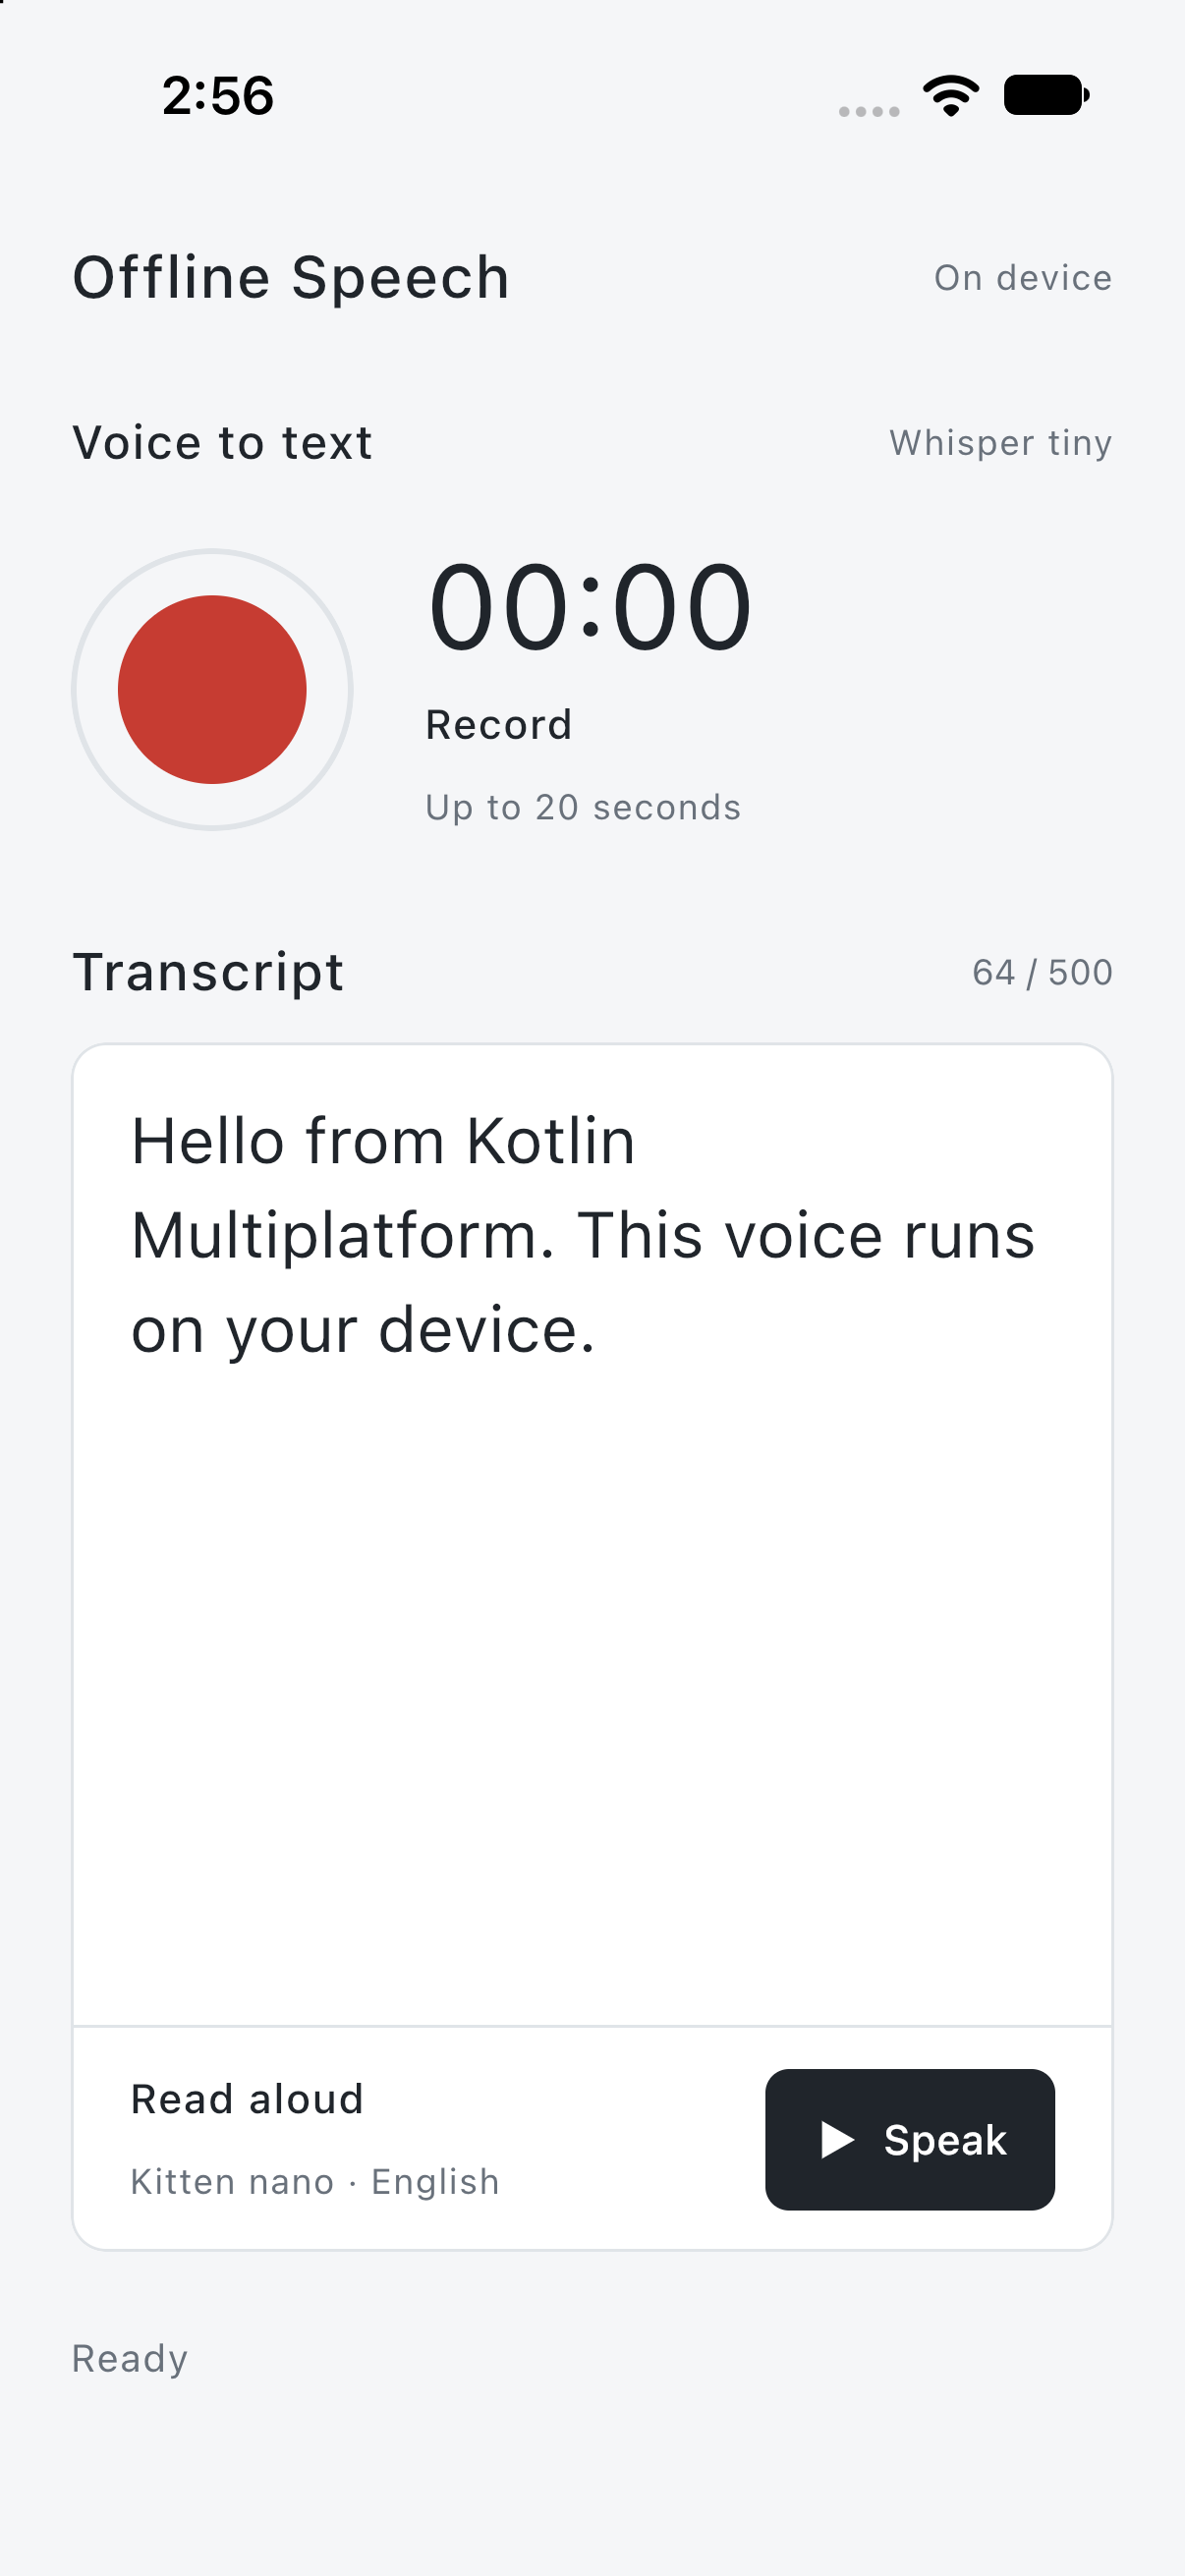 2:56
Offline Speech
On device
Voice to text
Whisper tiny
00:00
Record
Up to 20 seconds
Transcript
64 / 500
Hello from Kotlin
Multiplatform. This voice runs
on your device.
Read aloud
Kitten nano · English
Speak
Ready